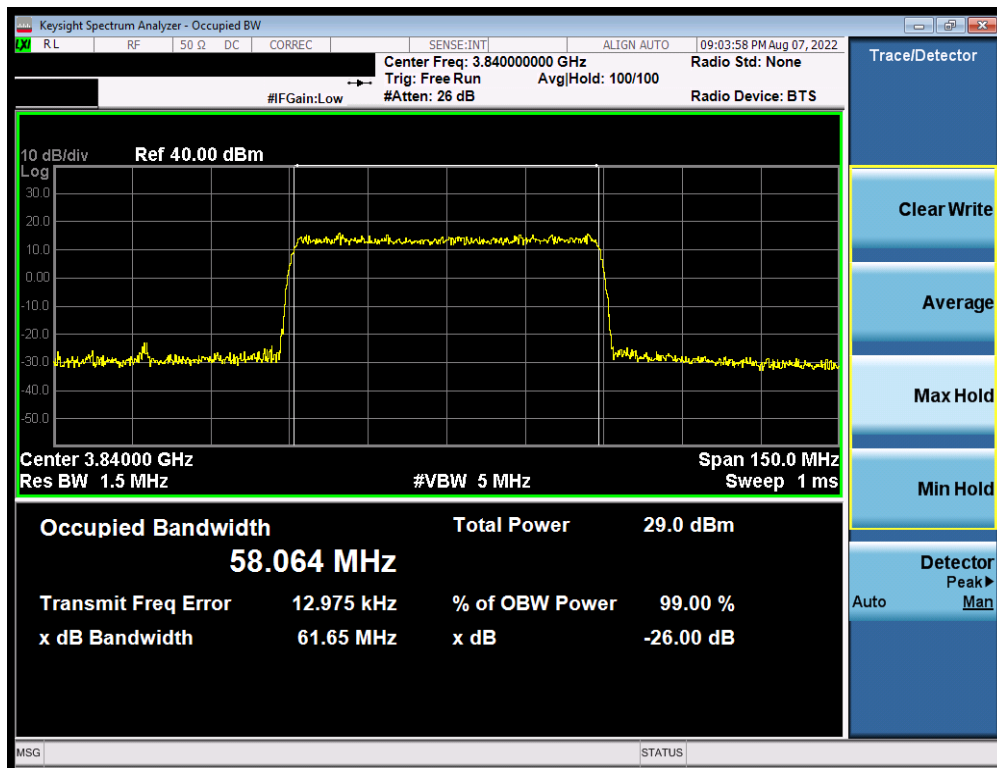 Keysight Spectrum Analyzer - Occupied BW
LXI RL RF 50 Ω DC CORREC SENSE:INT ALIGN AUTO 09:03:58 PM Aug 07, 2022
Center Freq: 3.840000000 GHz Radio Std: None
Trig: Free Run Avg|Hold: 100/100
#IFGain:Low #Atten: 26 dB Radio Device: BTS
Trace/Detector
10 dB/div Ref 40.00 dBm
Log
30.0
20.0
10.0
0.00
-10.0
-20.0
-30.0
-40.0
-50.0
Center 3.84000 GHz Span 150.0 MHz
Res BW 1.5 MHz #VBW 5 MHz Sweep 1 ms
Occupied Bandwidth Total Power 29.0 dBm
58.064 MHz
Transmit Freq Error 12.975 kHz % of OBW Power 99.00 %
x dB Bandwidth 61.65 MHz x dB -26.00 dB
Clear Write
Average
Max Hold
Min Hold
Detector
Peak▶
Auto Man
MSG STATUS